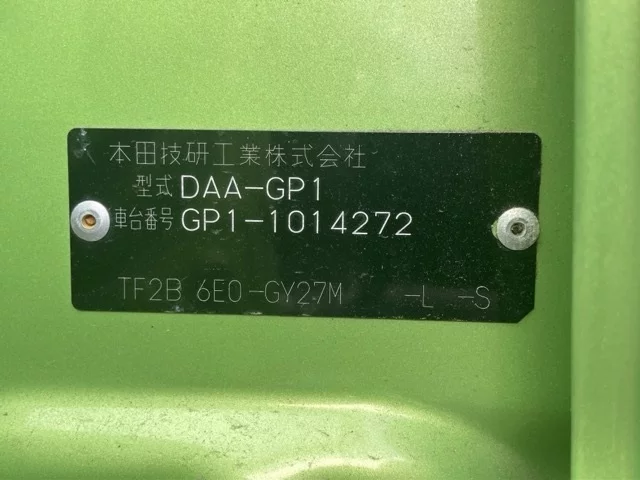 本田技研工業株式会社
型式 DAA-GP1
車台番号 GP1-1014272
TF2B 6E0-GY27M -L -S